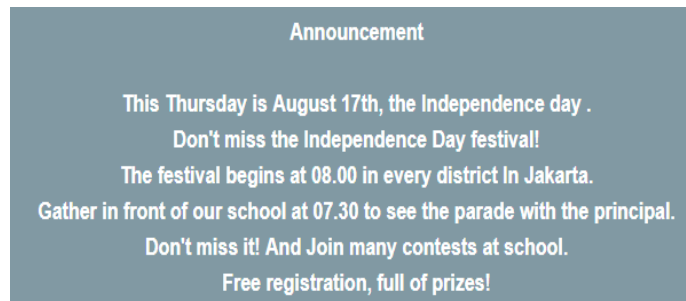 Announcement
This Thursday is August 17th, the Independence day .
Don't miss the Independence Day festival!
The festival begins at 08.00 in every district In Jakarta.
Gather in front of our school at 07.30 to see the parade with the principal.
Don't miss it! And Join many contests at school.
Free registration, full of prizes!